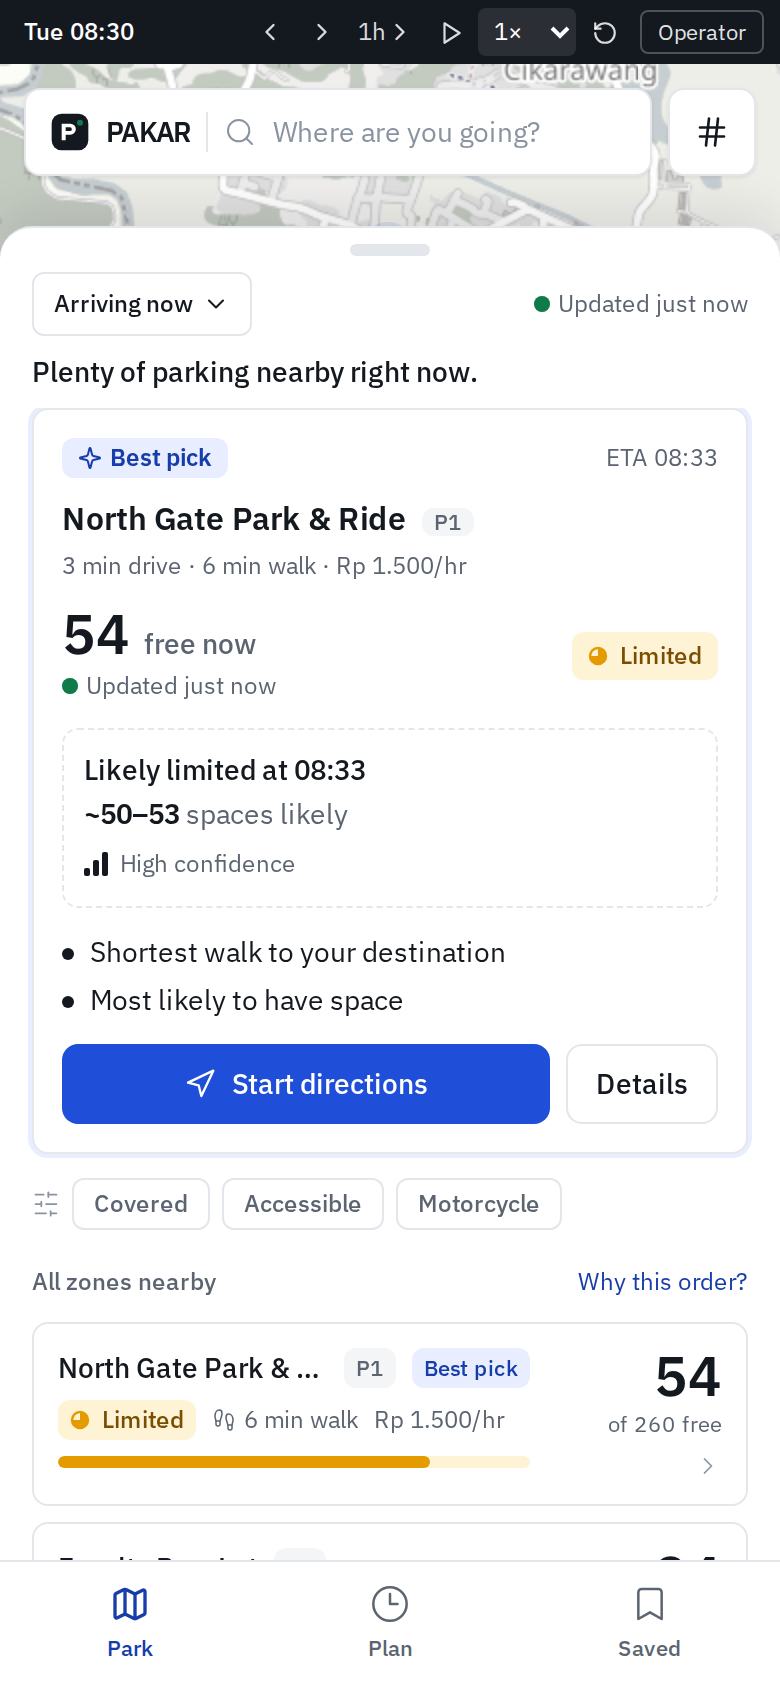 Tue 08:30
1h
1×
Operator
Cikarawang
P
PAKAR
Where are you going?
Arriving now
Updated just now
Plenty of parking nearby right now.
Best pick
ETA 08:33
North Gate Park & Ride P1
3 min drive · 6 min walk · Rp 1.500/hr
54 free now
Limited
Updated just now
Likely limited at 08:33
~50–53 spaces likely
High confidence
Shortest walk to your destination
Most likely to have space
Start directions
Details
Covered
Accessible
Motorcycle
All zones nearby
Why this order?
North Gate Park & ... P1 Best pick
54
Limited 6 min walk Rp 1.500/hr
of 260 free
Park
Plan
Saved